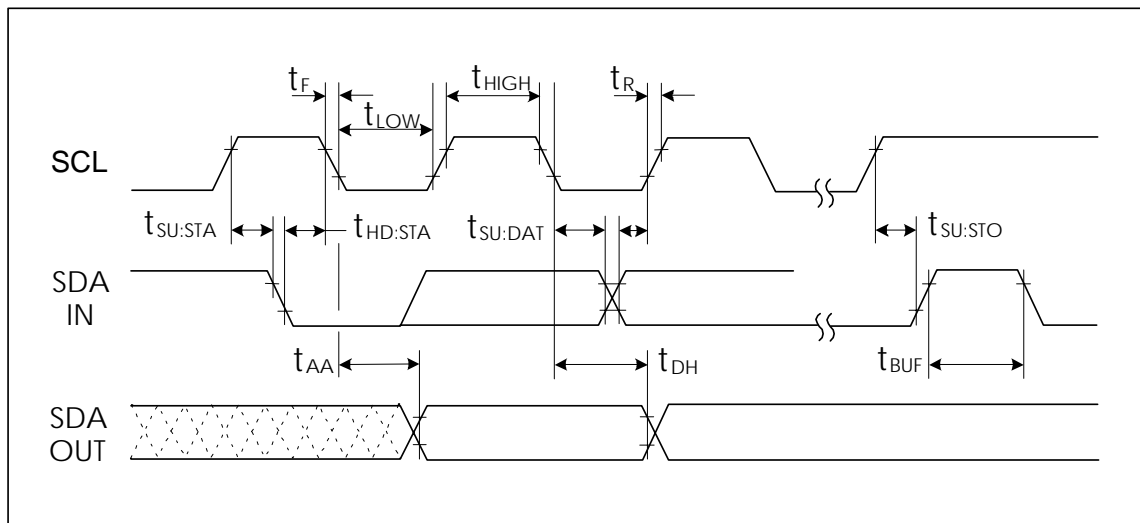 tF
tHIGH
tR
tLOW
SCL
tSU:STA
tHD:STA
tSU:DAT
tSU:STO
SDA
IN
tAA
tDH
tBUF
SDA
OUT